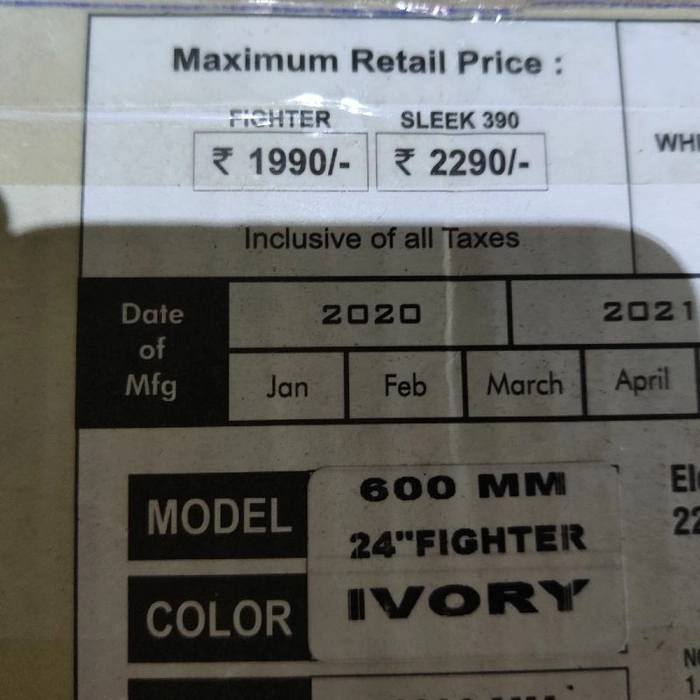 Maximum Retail Price :
FIGHTER SLEEK 390
₹ 1990/- ₹ 2290/-
Inclusive of all Taxes
Date of Mfg
2020 2021
Jan Feb March April
MODEL
600 MM
24"FIGHTER
COLOR
IVORY